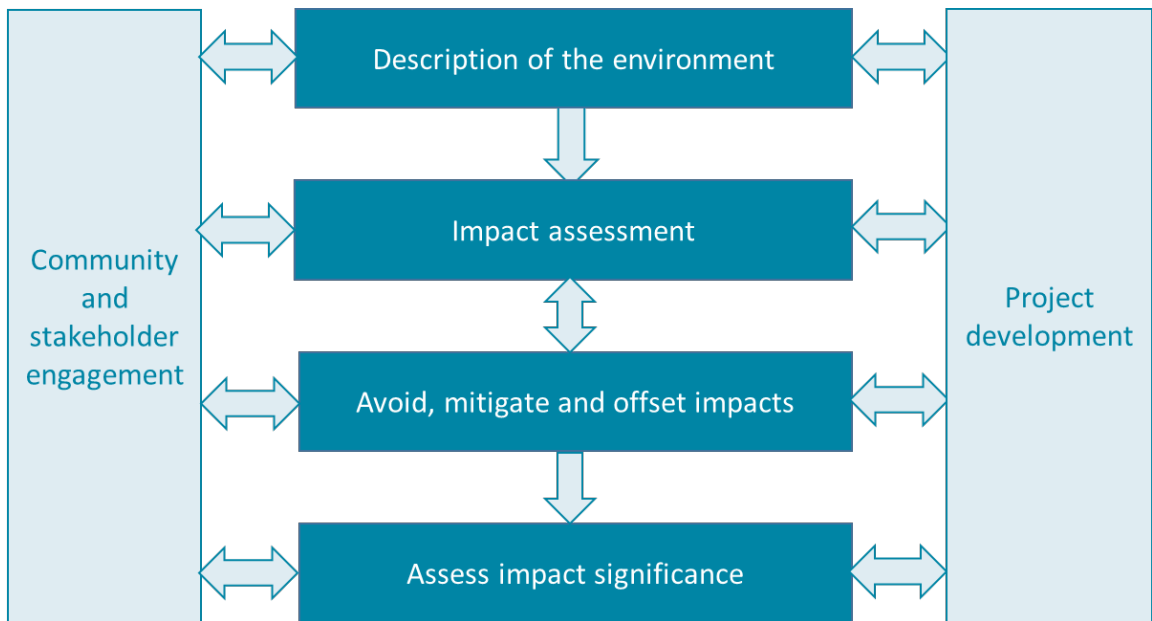 Description of the environment
Impact assessment
Community
and
stakeholder
engagement
Project
development
Avoid, mitigate and offset impacts
Assess impact significance